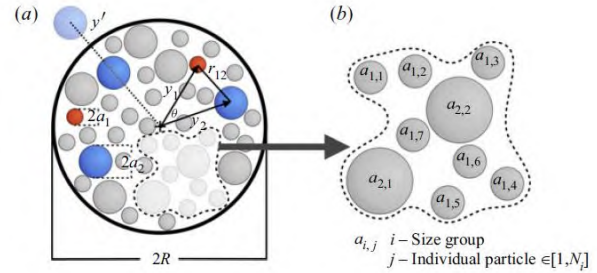 (a)
y′
y₁
r₁₂
θ
y₂
2a₁
2a₂
2R
(b)
a₁,₁
a₁,₂
a₁,₃
a₂,₂
a₁,₇
a₁,₆
a₂,₁
a₁,₅
a₁,₄
aᵢ,ⱼ i – Size group
j – Individual particle ∈[1,Nᵢ]